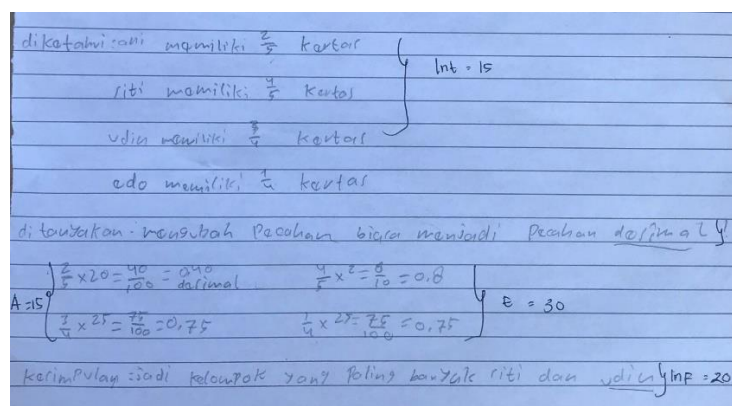 diketahui : ani memiliki 2/5 kertas
Int = 15
siti memiliki 4/5 kertas
udin memiliki 3/4 kertas
edo memiliki 1/4 kertas
ditanyakan : mengubah pecahan biasa menjadi pecahan desimal
2/5 x 20 = 40/100 = 0,40 desimal 4/5 x 2 = 8/10 = 0.8
A = 15 E = 30
3/4 x 25 = 75/100 = 0,75 1/4 x 25 = 75/100 = 0,75
kesimpulan : jadi kelompok yang paling banyak siti dan udin InF = 20